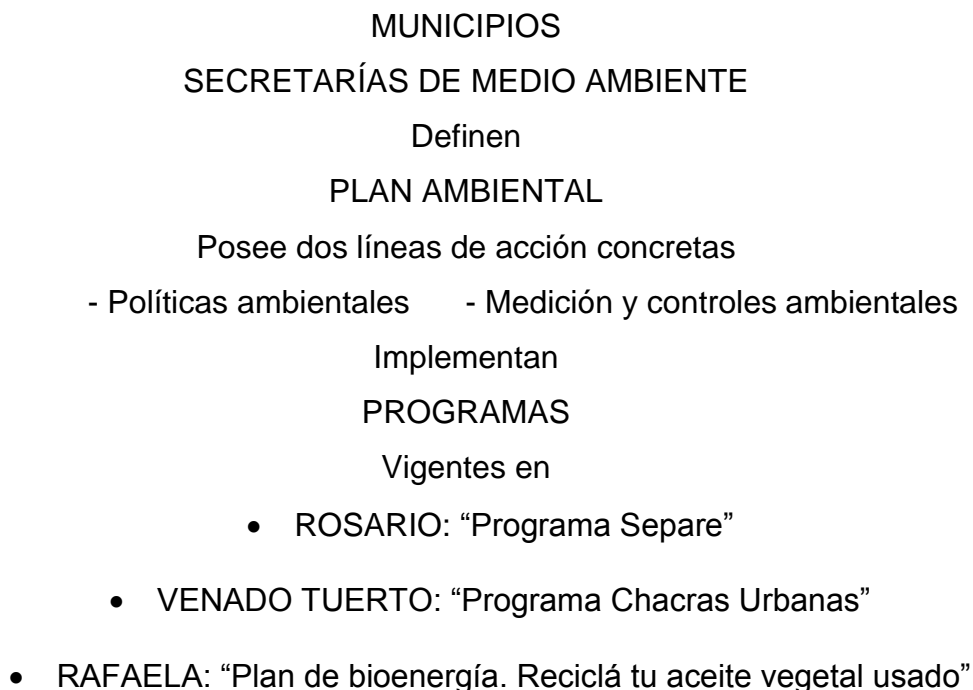 MUNICIPIOS
SECRETARÍAS DE MEDIO AMBIENTE
Definen
PLAN AMBIENTAL
Posee dos líneas de acción concretas
- Políticas ambientales - Medición y controles ambientales
Implementan
PROGRAMAS
Vigentes en
• ROSARIO: “Programa Separe”
• VENADO TUERTO: “Programa Chacras Urbanas”
• RAFAELA: “Plan de bioenergía. Reciclá tu aceite vegetal usado”